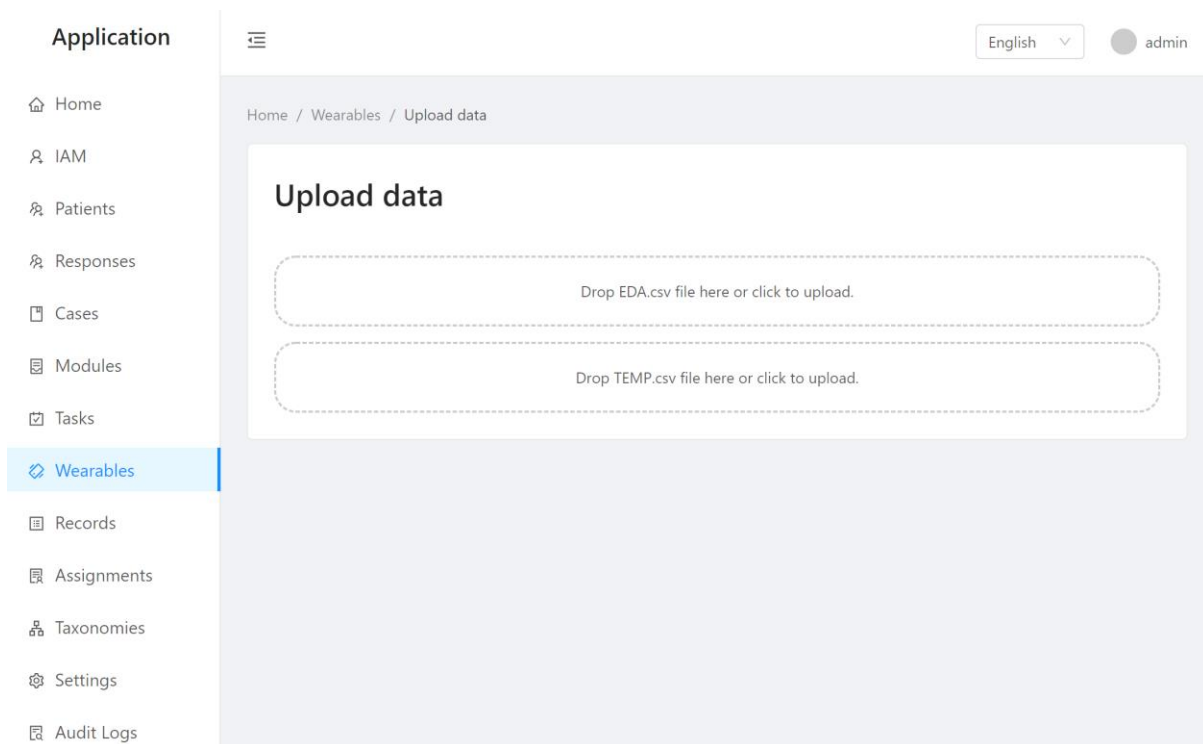 Application
English
admin
Home
IAM
Patients
Responses
Cases
Modules
Tasks
Wearables
Records
Assignments
Taxonomies
Settings
Audit Logs
Home / Wearables / Upload data
Upload data
Drop EDA.csv file here or click to upload.
Drop TEMP.csv file here or click to upload.